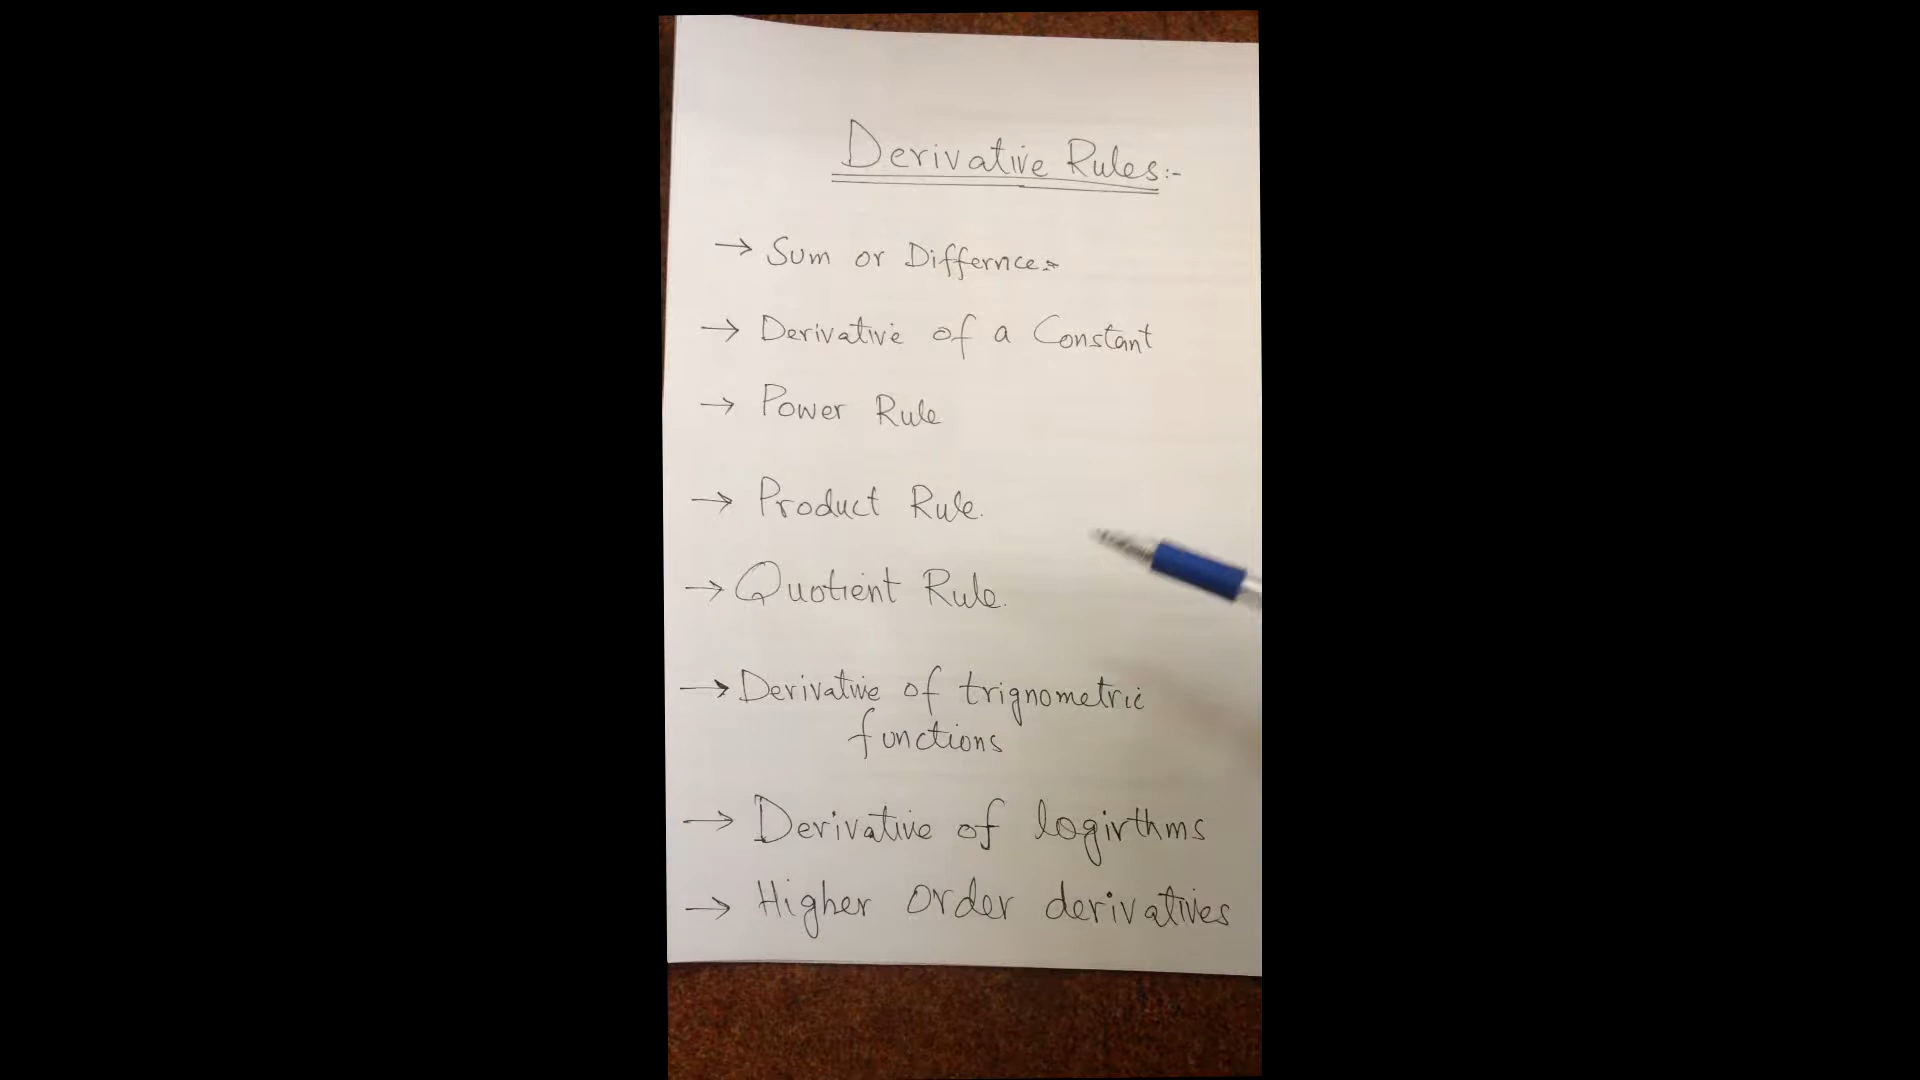 Derivative Rules:-
→ Sum or Differnce:-
→ Derivative of a Constant
→ Power Rule
→ Product Rule.
→ Quotient Rule.
→ Derivative of trignometric
functions
→ Derivative of logirthms
→ Higher Order derivatives